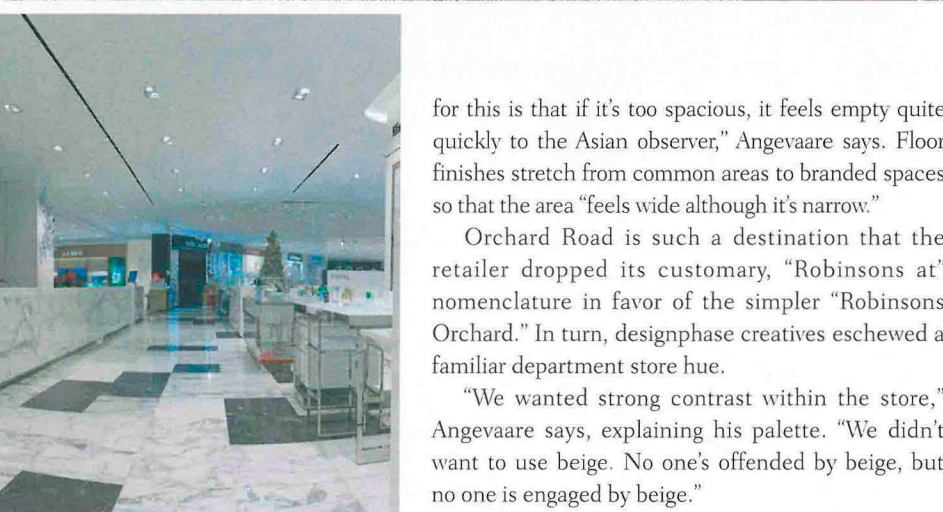 for this is that if it's too spacious, it feels empty quite
quickly to the Asian observer," Angevaare says. Floor
finishes stretch from common areas to branded spaces
so that the area "feels wide although it's narrow."
Orchard Road is such a destination that the
retailer dropped its customary, "Robinsons at"
nomenclature in favor of the simpler "Robinsons
Orchard." In turn, designphase creatives eschewed a
familiar department store hue.
"We wanted strong contrast within the store,"
Angevaare says, explaining his palette. "We didn't
want to use beige. No one's offended by beige, but
no one is engaged by beige."